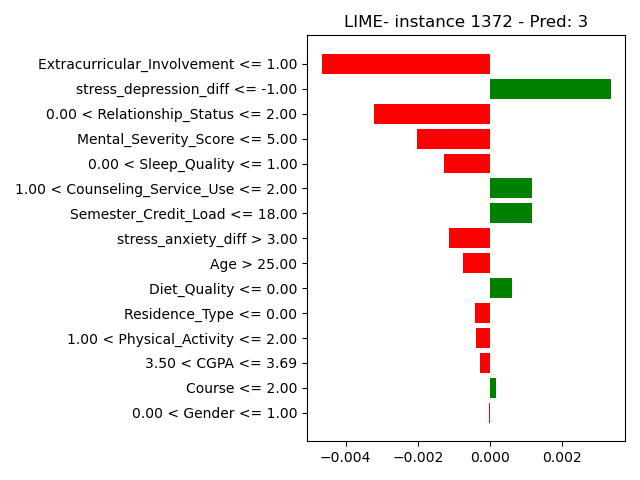 LIME- instance 1372 - Pred: 3
Extracurricular_Involvement <= 1.00
stress_depression_diff <= -1.00
0.00 < Relationship_Status <= 2.00
Mental_Severity_Score <= 5.00
0.00 < Sleep_Quality <= 1.00
1.00 < Counseling_Service_Use <= 2.00
Semester_Credit_Load <= 18.00
stress_anxiety_diff > 3.00
Age > 25.00
Diet_Quality <= 0.00
Residence_Type <= 0.00
1.00 < Physical_Activity <= 2.00
3.50 < CGPA <= 3.69
Course <= 2.00
0.00 < Gender <= 1.00
−0.004 −0.002 0.000 0.002